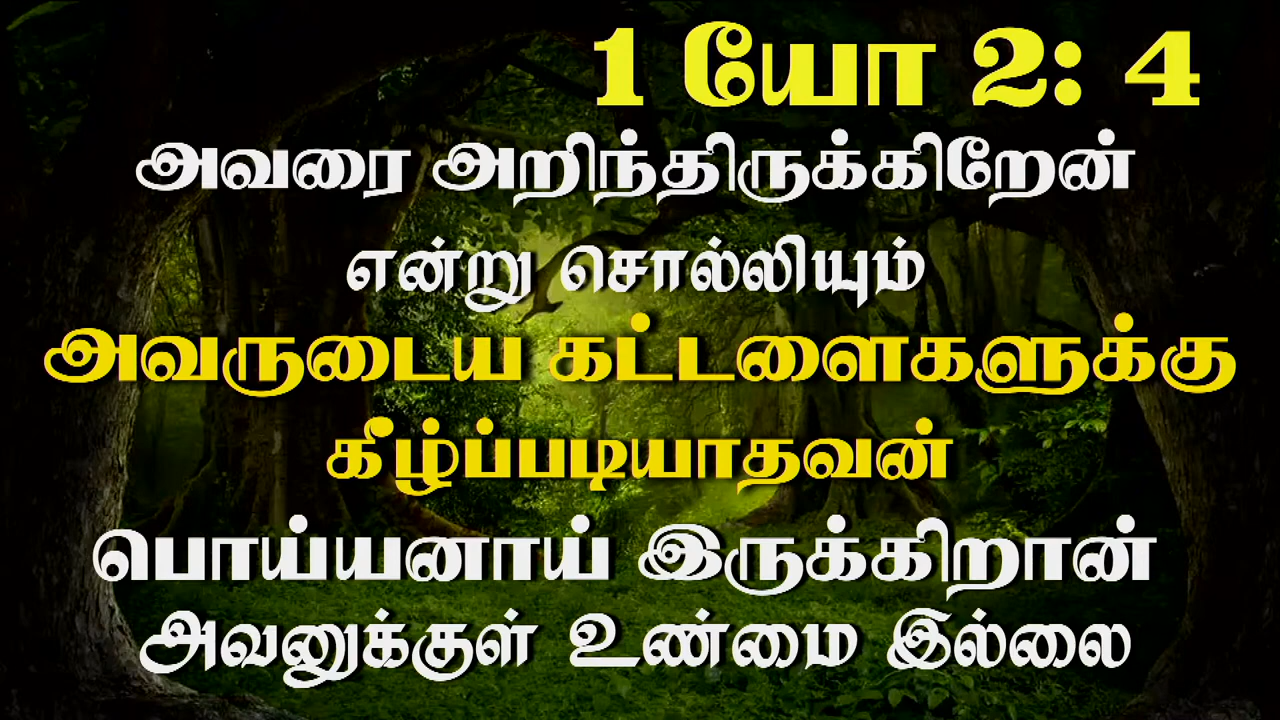 1 யோ 2: 4
அவரை அறிந்திருக்கிறேன்
என்று சொல்லியும்
அவருடைய கட்டளைகளுக்கு
கீழ்ப்படியாதவன்
பொய்யனாய் இருக்கிறான்
அவனுக்குள் உண்மை இல்லை